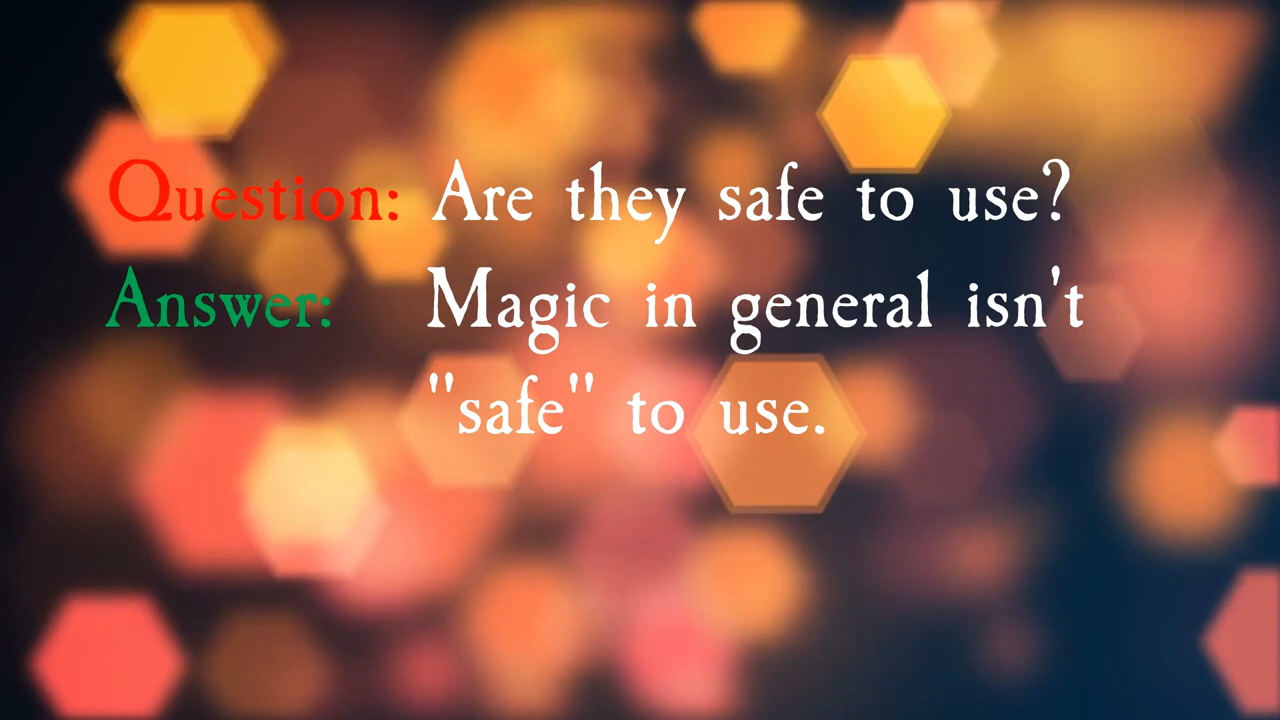 Question: Are they safe to use?
Answer: Magic in general isn't
"safe" to use.